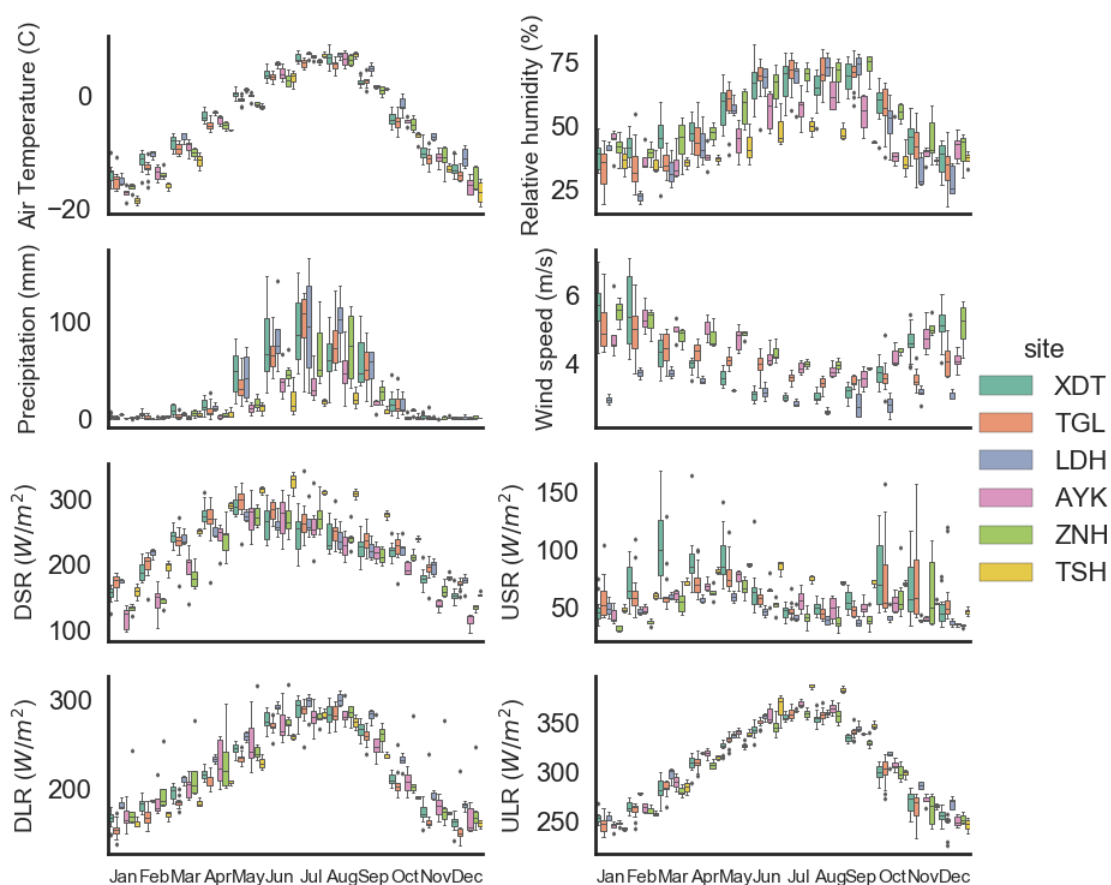 Air Temperature (C)
0
−20
Relative humidity (%)
75
50
25
Precipitation (mm)
100
0
Wind speed (m/s)
6
4
DSR (W/m²)
300
200
100
USR (W/m²)
150
100
50
DLR (W/m²)
300
200
Jan Feb Mar Apr May Jun Jul Aug Sep Oct Nov Dec
ULR (W/m²)
350
300
250
Jan Feb Mar Apr May Jun Jul Aug Sep Oct Nov Dec
site
XDT
TGL
LDH
AYK
ZNH
TSH